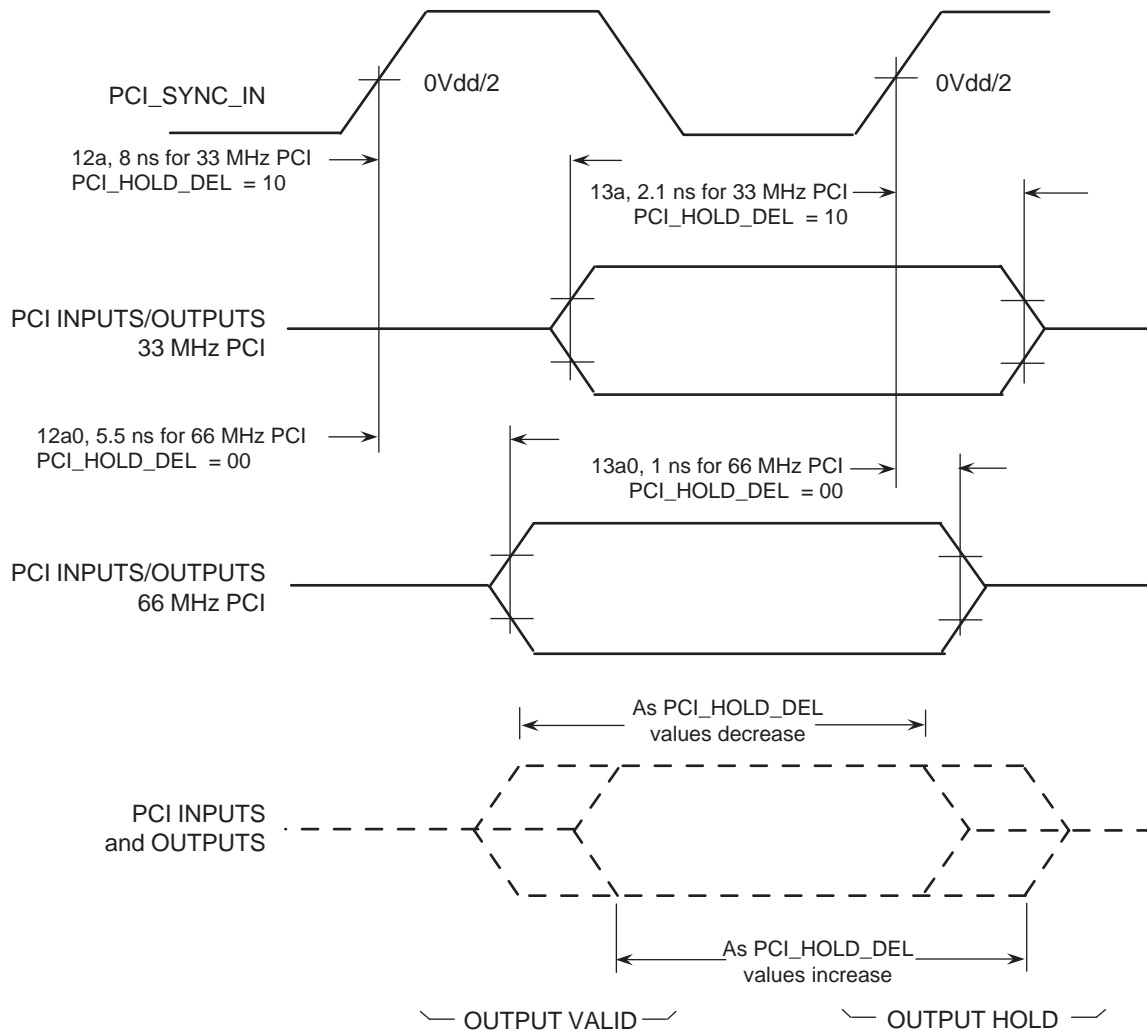 PCI_SYNC_IN
0Vdd/2
0Vdd/2
12a, 8 ns for 33 MHz PCI
PCI_HOLD_DEL = 10
13a, 2.1 ns for 33 MHz PCI
PCI_HOLD_DEL = 10
PCI INPUTS/OUTPUTS
33 MHz PCI
12a0, 5.5 ns for 66 MHz PCI
PCI_HOLD_DEL = 00
13a0, 1 ns for 66 MHz PCI
PCI_HOLD_DEL = 00
PCI INPUTS/OUTPUTS
66 MHz PCI
As PCI_HOLD_DEL
values decrease
PCI INPUTS
and OUTPUTS
As PCI_HOLD_DEL
values increase
OUTPUT VALID
OUTPUT HOLD